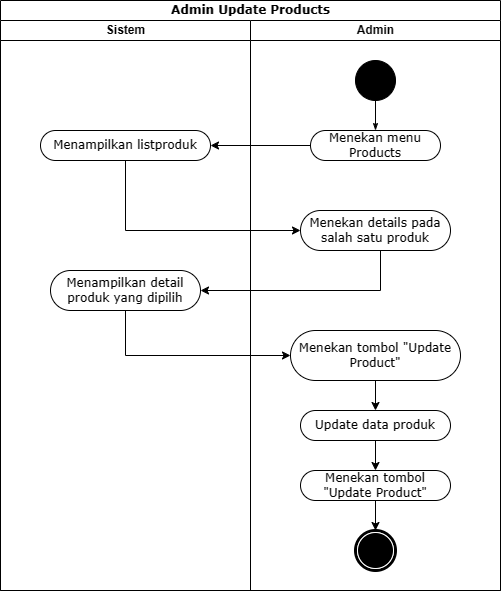 Admin Update Products
Sistem
Admin
Menekan menu
Products
Menampilkan listproduk
Menekan details pada
salah satu produk
Menampilkan detail
produk yang dipilih
Menekan tombol "Update
Product"
Update data produk
Menekan tombol
"Update Product"